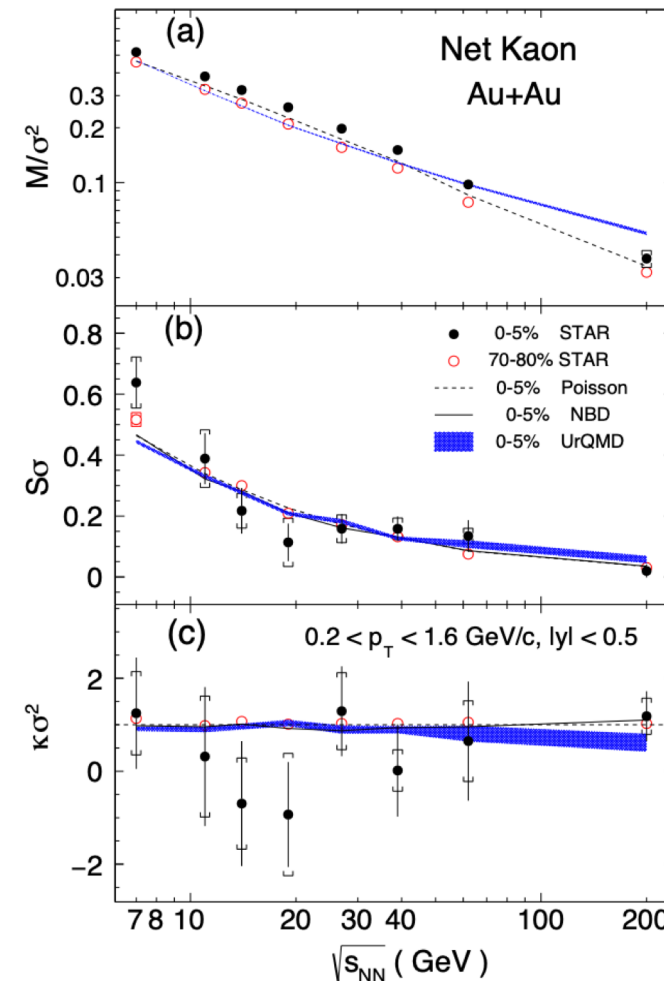 (a)
Net Kaon
Au+Au
M/σ²
0.3
0.2
0.1
0.03
(b)
Sσ
0.8
0.6
0.4
0.2
0
0-5% STAR
70-80% STAR
0-5% Poisson
0-5% NBD
0-5% UrQMD
(c)
0.2 < p_T < 1.6 GeV/c, |y| < 0.5
κσ²
2
0
−2
7 8 10 20 30 40 100 200
√s_NN ( GeV )